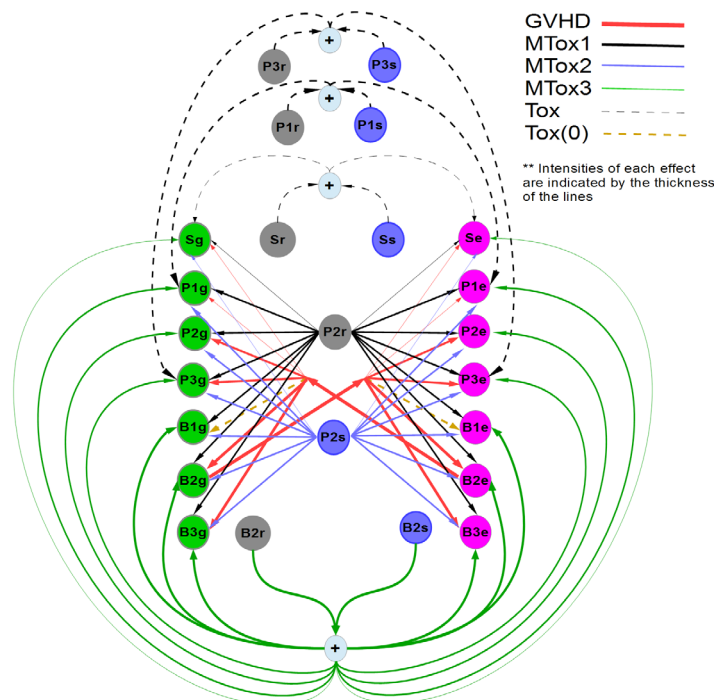 GVHD
MTox1
MTox2
MTox3
Tox
Tox(0)
** Intensities of each effect
are indicated by the thickness
of the lines
+
P3r
P3s
+
P1r
P1s
+
Sg
Sr
Ss
Se
P1g
P1e
P2g
P2r
P2e
P3g
P3e
B1g
P2s
B1e
B2g
B2e
B3g
B2r
B2s
B3e
+